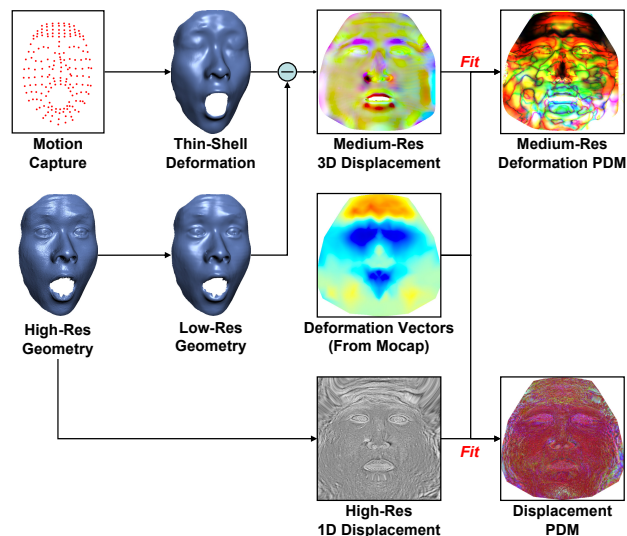 Fit
Motion
Capture
Thin-Shell
Deformation
Medium-Res
3D Displacement
Medium-Res
Deformation PDM
High-Res
Geometry
Low-Res
Geometry
Deformation Vectors
(From Mocap)
Fit
High-Res
1D Displacement
Displacement
PDM